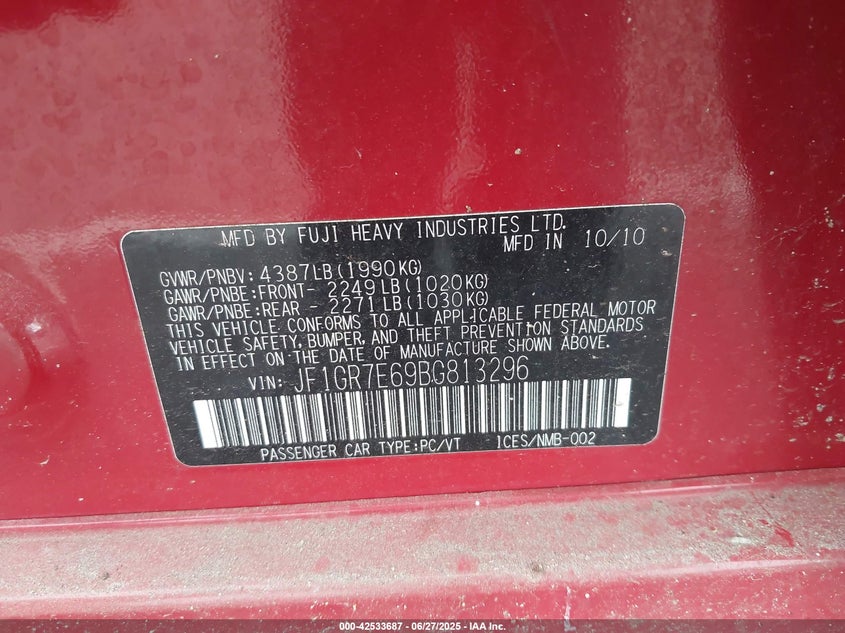 MFD BY FUJI HEAVY INDUSTRIES LTD.
MFD IN 10/10
GVWR/PNBV: 4387LB(1990KG)
GAWR/PNBE:FRONT- 2249LB(1020KG)
GAWR/PNBE:REAR - 2271LB(1030KG)
THIS VEHICLE CONFORMS TO ALL APPLICABLE FEDERAL MOTOR
VEHICLE SAFETY, BUMPER, AND THEFT PREVENTION STANDARDS
IN EFFECT ON THE DATE OF MANUFACTURE SHOWN ABOVE.
VIN: JF1GR7E69BG813296
PASSENGER CAR TYPE:PC/VT ICES/NMB-002
000-42533687 - 06/27/2025 - IAA Inc.